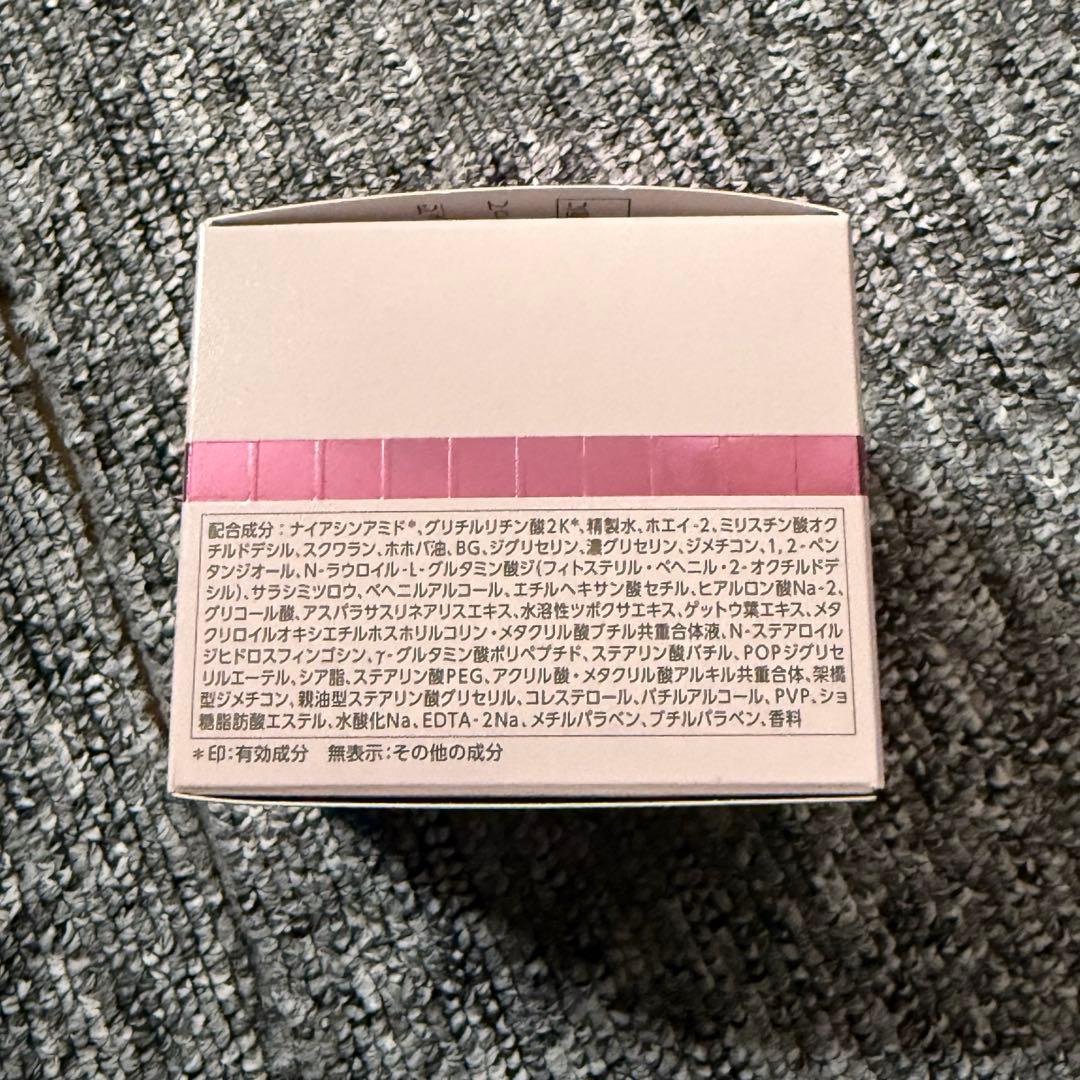 配合成分：ナイアシンアミド*、グリチルリチン酸2K*、精製水、ホエイ-2、ミリスチン酸オク
チルドデシル、スクワラン、ホホバ油、BG、ジグリセリン、濃グリセリン、ジメチコン、1,2-ペン
タンジオール、N-ラウロイル-L-グルタミン酸ジ(フィトステリル・ベヘニル・2-オクチルドデ
シル)、サラシミツロウ、ベヘニルアルコール、エチルヘキサン酸セチル、ヒアルロン酸Na-2、
グリコール酸、アスパラサスリネアリスエキス、水溶性ツボクサエキス、ゲットウ葉エキス、メタ
クリロイルオキシエチルホスホリルコリン・メタクリル酸ブチル共重合体液、N-ステアロイル
ジヒドロスフィンゴシン、γ-グルタミン酸ポリペプチド、ステアリン酸バチル、POPジグリセ
リルエーテル、シア脂、ステアリン酸PEG、アクリル酸・メタクリル酸アルキル共重合体、架橋
型ジメチコン、親油型ステアリン酸グリセリル、コレステロール、バチルアルコール、PVP、ショ
糖脂肪酸エステル、水酸化Na、EDTA-2Na、メチルパラベン、ブチルパラベン、香料
＊印：有効成分　無表示：その他の成分